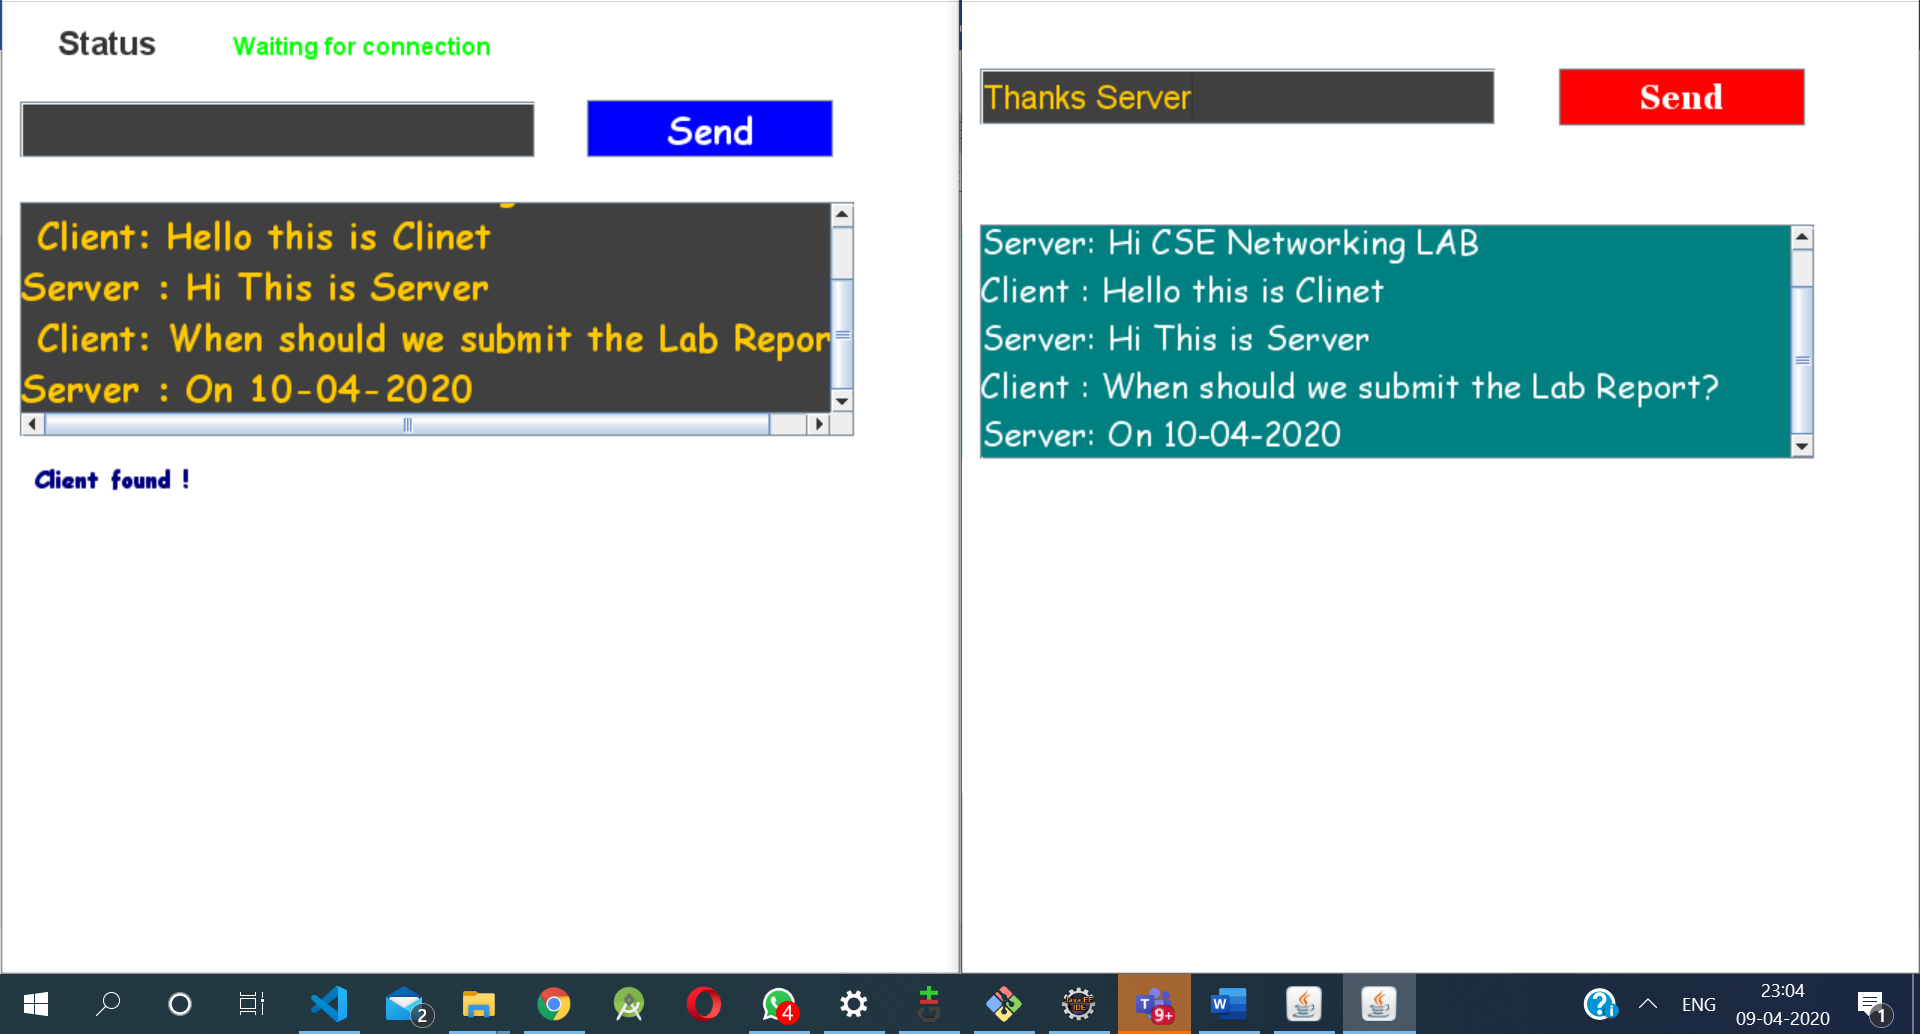 Status Waiting for connection
Send
Client: Hello this is Clinet
Server : Hi This is Server
Client: When should we submit the Lab Repor
Server : On 10-04-2020
Client found !
Thanks Server
Send
Server: Hi CSE Networking LAB
Client : Hello this is Clinet
Server: Hi This is Server
Client : When should we submit the Lab Report?
Server: On 10-04-2020
2
4
Java EE
IDE
T
9+
W
ENG
23:04
09-04-2020
1